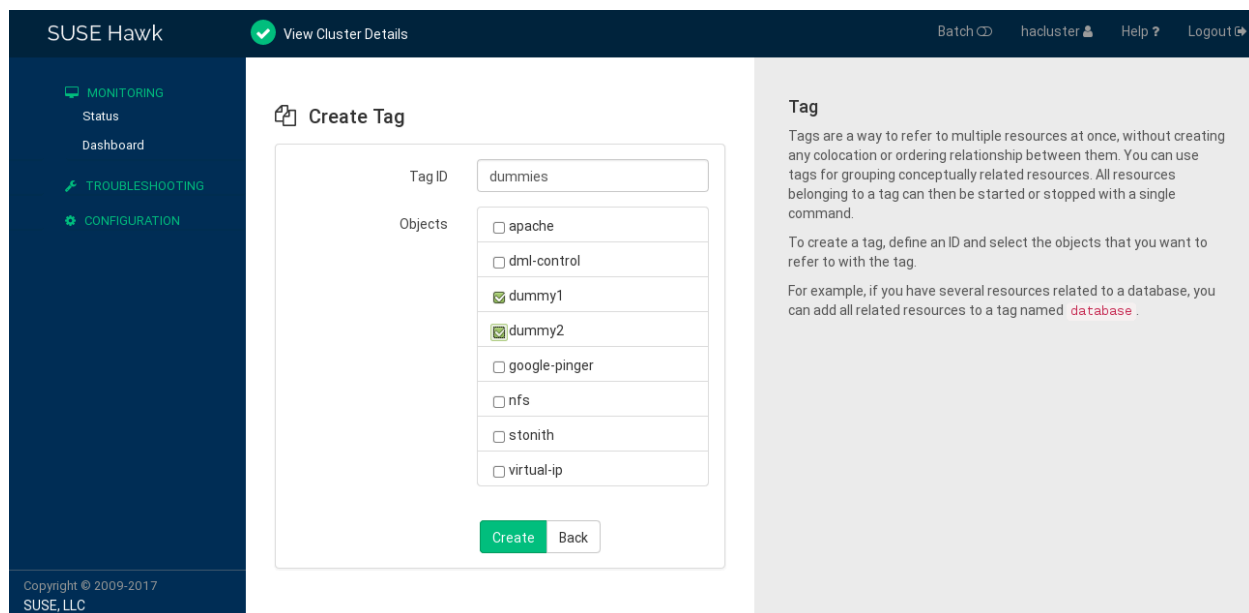 SUSE Hawk
View Cluster Details
Batch
hacluster
Help ?
Logout
MONITORING
Status
Dashboard
TROUBLESHOOTING
CONFIGURATION
Create Tag
Tag ID
dummies
Objects
apache
dml-control
dummy1
dummy2
google-pinger
nfs
stonith
virtual-ip
Create
Back
Tag
Tags are a way to refer to multiple resources at once, without creating
any colocation or ordering relationship between them. You can use
tags for grouping conceptually related resources. All resources
belonging to a tag can then be started or stopped with a single
command.
To create a tag, define an ID and select the objects that you want to
refer to with the tag.
For example, if you have several resources related to a database, you
can add all related resources to a tag named database.
Copyright © 2009-2017
SUSE, LLC